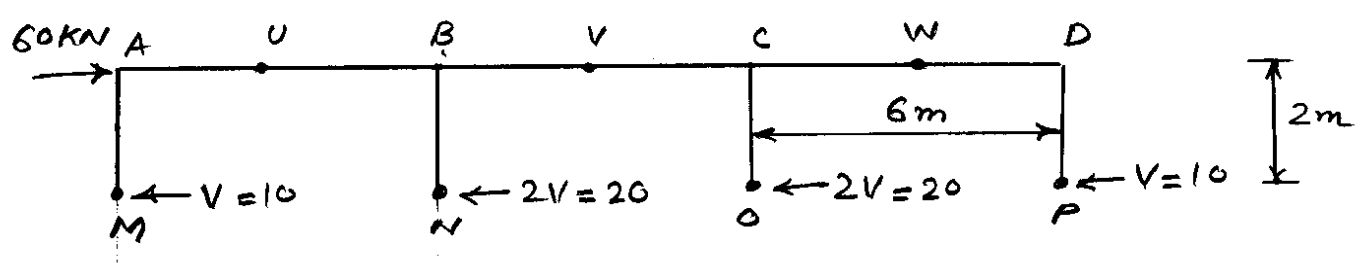 60KN A U B V C W D
6m
2m
V = 10
2V = 20
2V = 20
V = 10
M
N
O
P